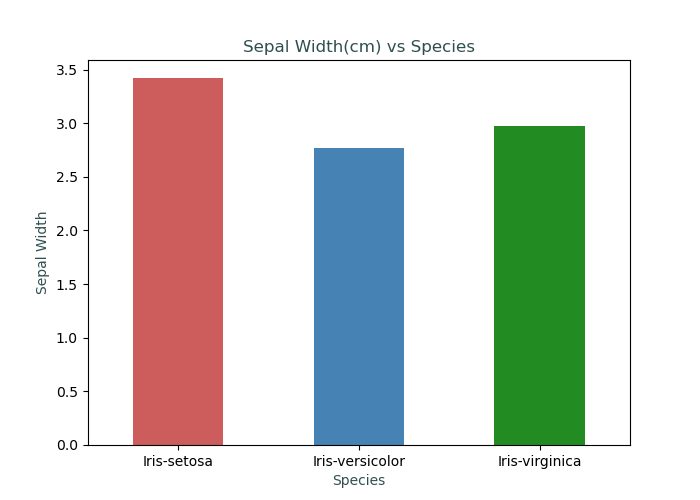 Sepal Width(cm) vs Species
3.5
3.0
2.5
2.0
1.5
1.0
0.5
0.0
Sepal Width
Iris-setosa Iris-versicolor Iris-virginica
Species